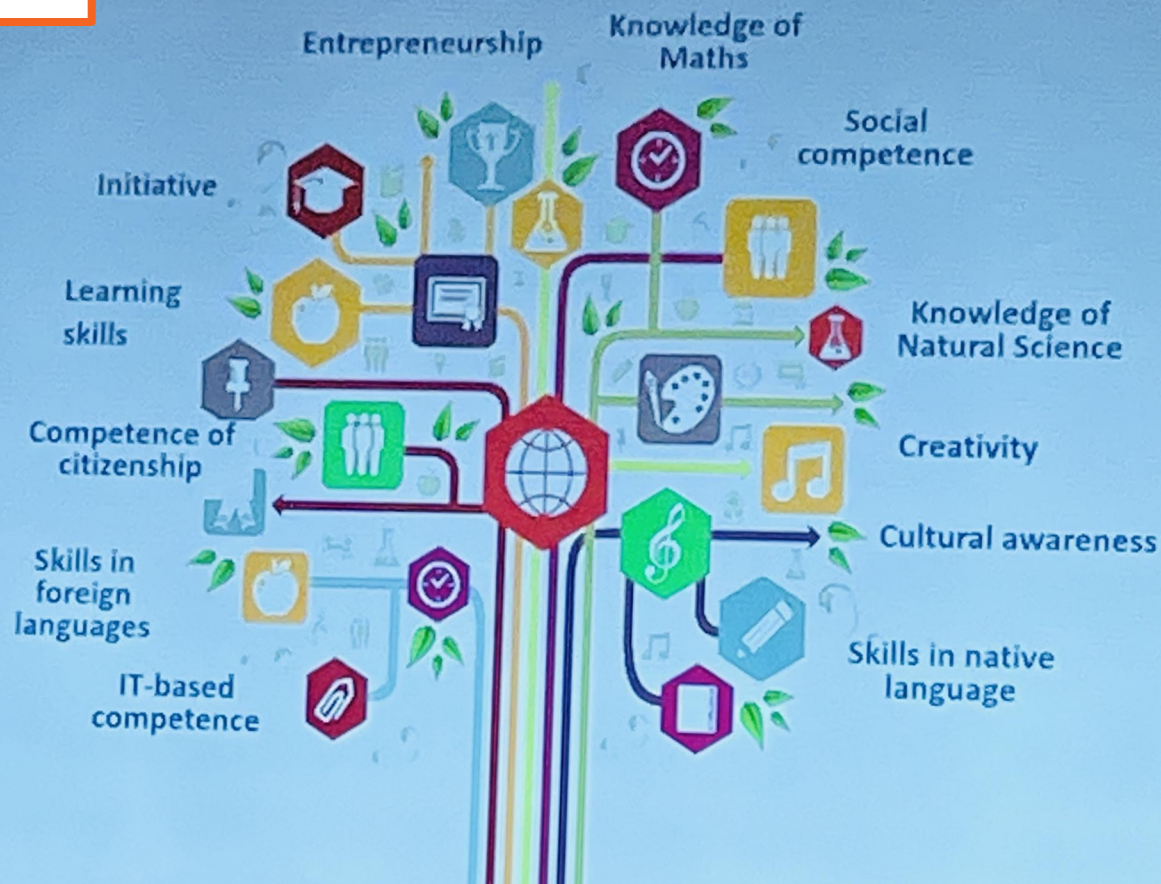 Entrepreneurship
Knowledge of
Maths
Social
competence
Initiative
Learning
skills
Knowledge of
Natural Science
Competence of
citizenship
Creativity
Cultural awareness
Skills in
foreign
languages
Skills in native
language
IT-based
competence